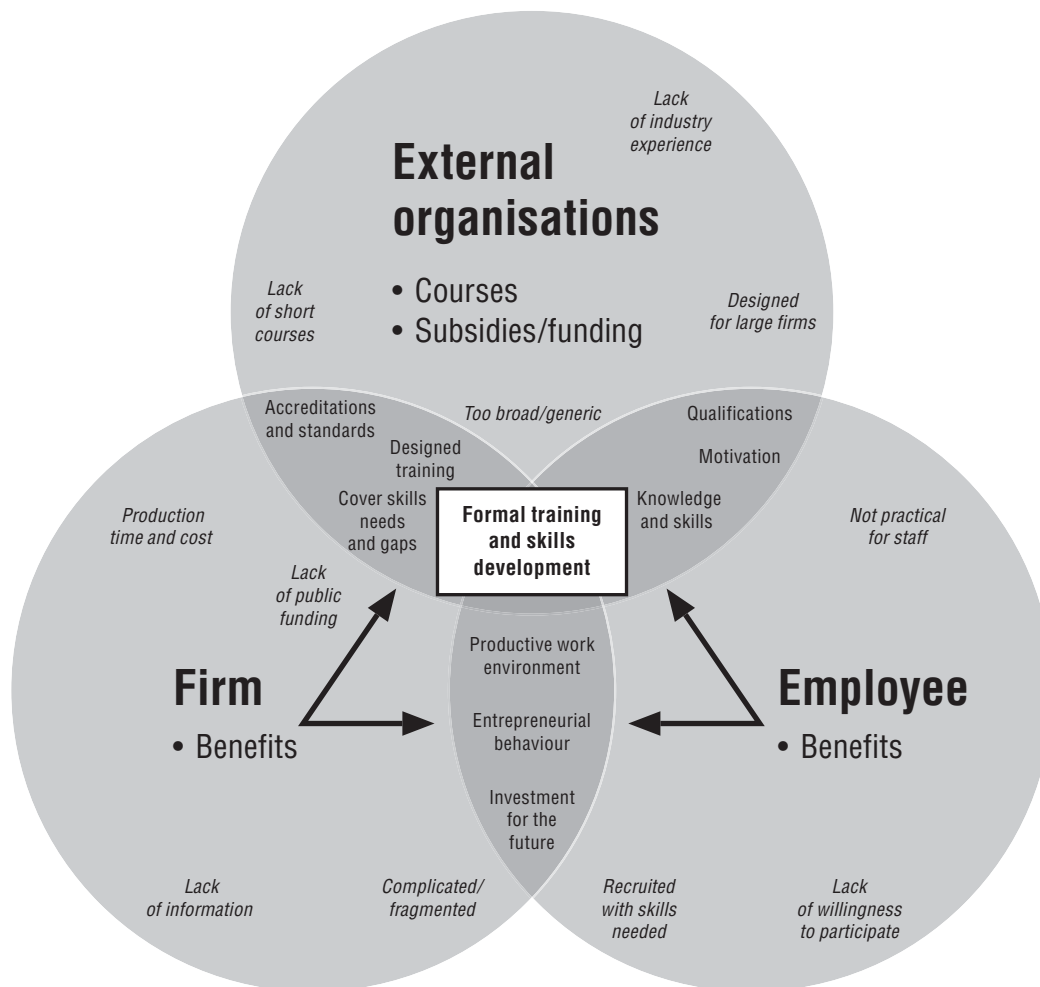 Lack
of industry
experience
External
organisations
• Courses
• Subsidies/funding
Lack
of short
courses
Designed
for large firms
Accreditations
and standards
Designed
training
Cover skills
needs
and gaps
Too broad/generic
Qualifications
Motivation
Knowledge
and skills
Formal training
and skills
development
Production
time and cost
Lack
of public
funding
Not practical
for staff
Firm
• Benefits
Productive work
environment
Entrepreneurial
behaviour
Investment
for the
future
Employee
• Benefits
Lack
of information
Complicated/
fragmented
Recruited
with skills
needed
Lack
of willingness
to participate